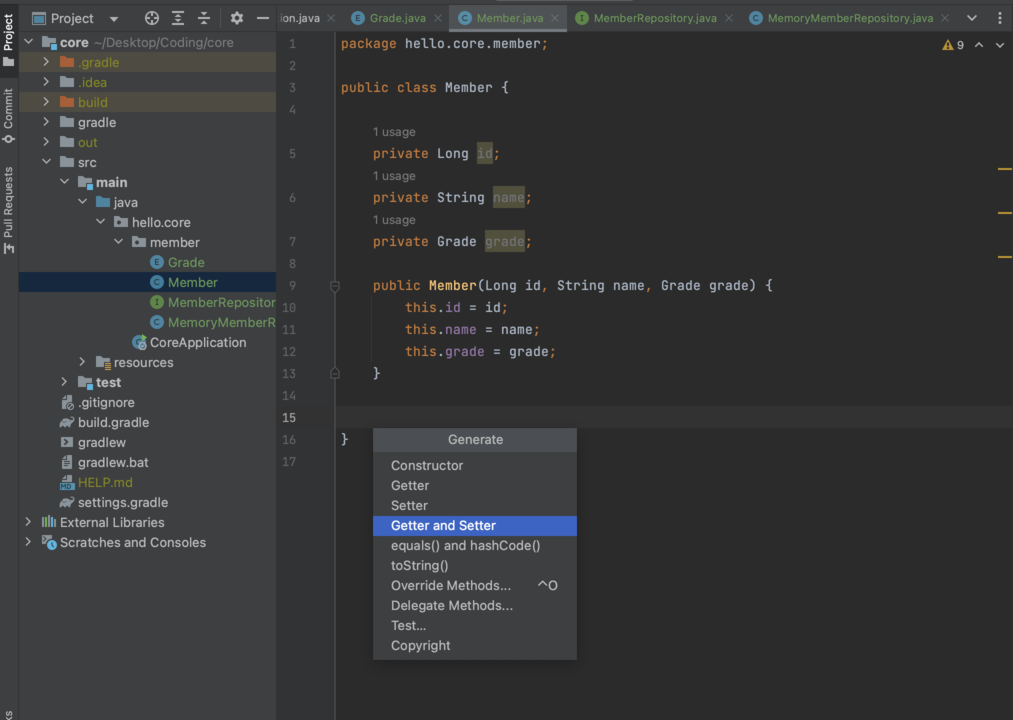 Project
ion.java
Grade.java
Member.java
MemberRepository.java
MemoryMemberRepository.java
Project
Commit
Pull Requests
core ~/Desktop/Coding/core
.gradle
.idea
build
gradle
out
src
main
java
hello.core
member
Grade
Member
MemberRepositor
MemoryMemberR
CoreApplication
resources
test
.gitignore
build.gradle
gradlew
gradlew.bat
HELP.md
settings.gradle
External Libraries
Scratches and Consoles
9
1 package hello.core.member;
2
3 public class Member {
4
1 usage
5 private Long id;
1 usage
6 private String name;
1 usage
7 private Grade grade;
8
9 public Member(Long id, String name, Grade grade) {
10 this.id = id;
11 this.name = name;
12 this.grade = grade;
13 }
14
15
16 }
17
Generate
Constructor
Getter
Setter
Getter and Setter
equals() and hashCode()
toString()
Override Methods... ^O
Delegate Methods...
Test...
Copyright